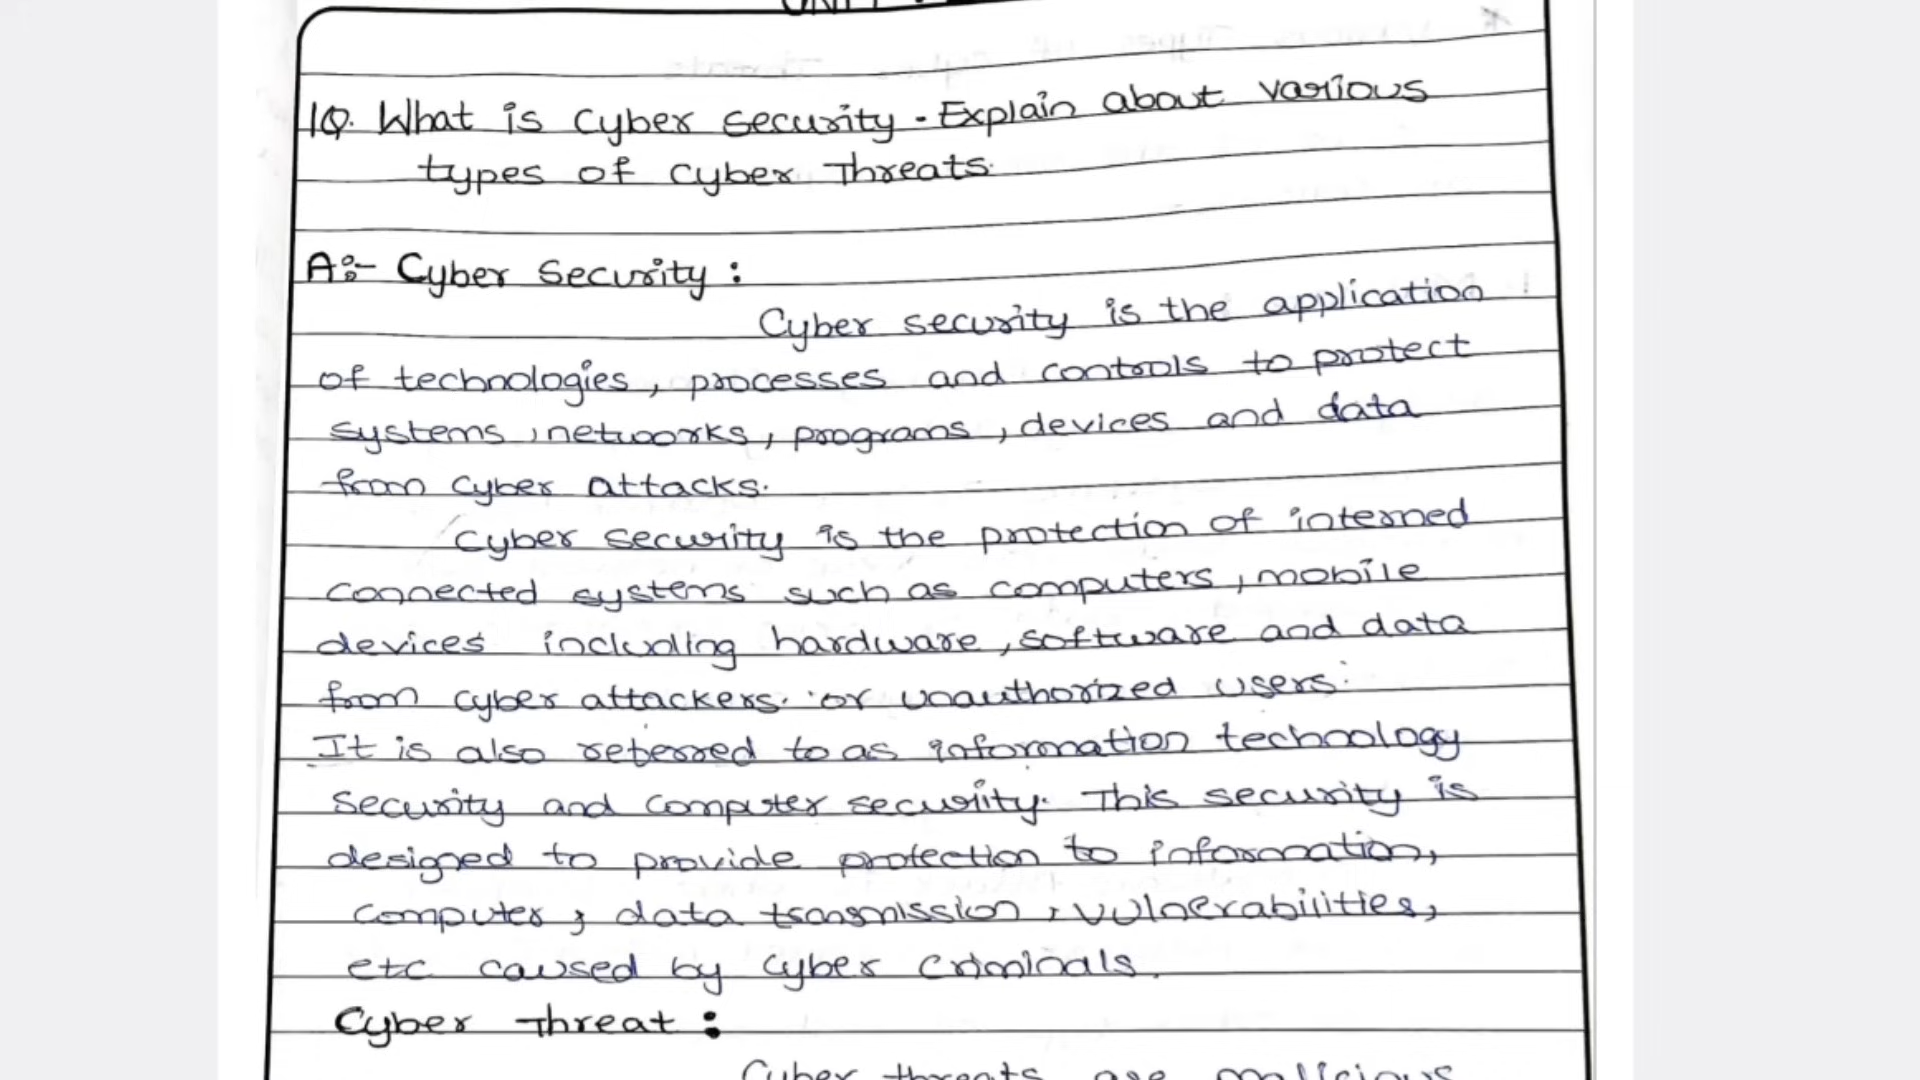 UNIT
1Q. What is Cyber Security. Explain about various
types of Cyber Threats.
A:- Cyber Security :
Cyber security is the application
of technologies, processes and controls to protect
systems, networks, programs, devices and data
from cyber attacks.
Cyber security is the protection of interned
connected systems such as computers, mobile
devices including hardware, software and data
from cyber attackers. or unauthorized users.
It is also referred to as information technology
security and computer security. This security is
designed to provide protection to information,
computer, data transmission, vulnerabilities,
etc caused by cyber criminals.
Cyber Threat :
Cyber threats are malicious